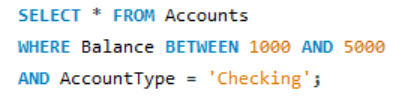 SELECT * FROM Accounts
WHERE Balance BETWEEN 1000 AND 5000
AND AccountType = 'Checking';